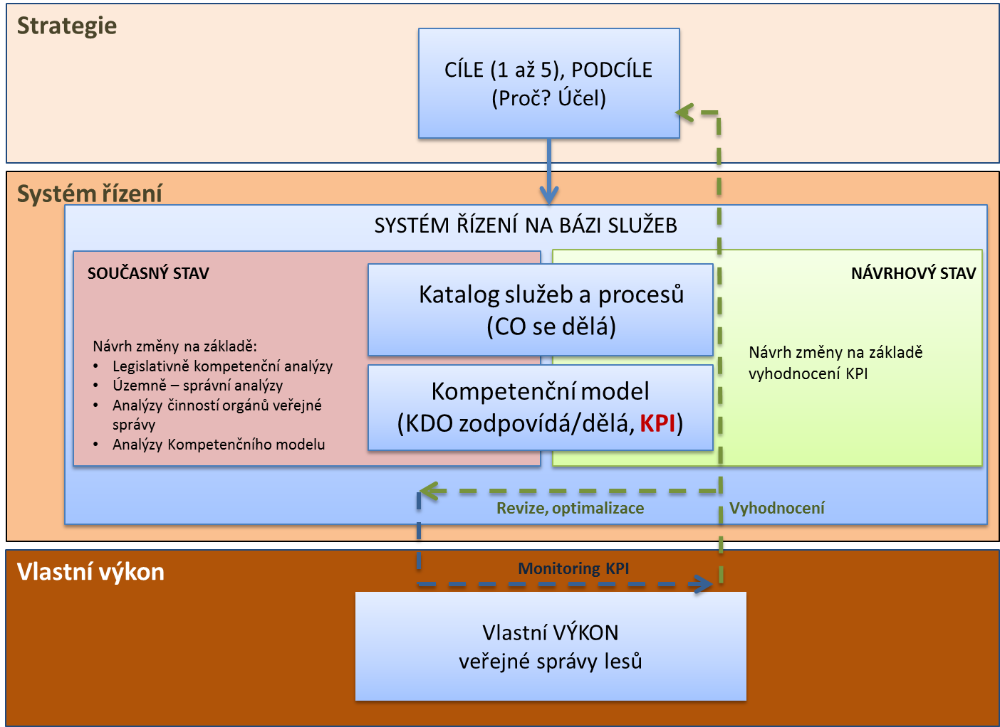 Strategie
CÍLE (1 až 5), PODCÍLE
(Proč? Účel)
Systém řízení
SYSTÉM ŘÍZENÍ NA BÁZI SLUŽEB
SOUČASNÝ STAV
NÁVRHOVÝ STAV
Katalog služeb a procesů
(CO se dělá)
Návrh změny na základě:
• Legislativně kompetenční analýzy
• Územně – správní analýzy
• Analýzy činností orgánů veřejné
správy
• Analýzy Kompetenčního modelu
Kompetenční model
(KDO zodpovídá/dělá, KPI)
Návrh změny na základě
vyhodnocení KPI
Revize, optimalizace
Vyhodnocení
Vlastní výkon
Monitoring KPI
Vlastní VÝKON
veřejné správy lesů